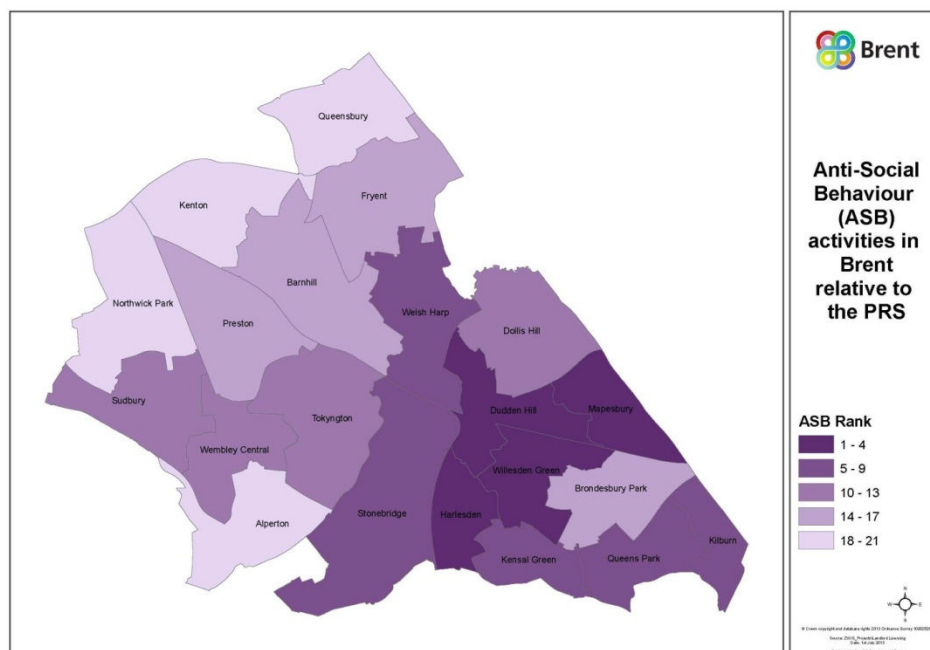 Brent
Anti-Social
Behaviour
(ASB)
activities in
Brent
relative to
the PRS
ASB Rank
1 - 4
5 - 9
10 - 13
14 - 17
18 - 21
Queensbury
Fryent
Kenton
Barnhill
Northwick Park
Preston
Welsh Harp
Dollis Hill
Sudbury
Tokyngton
Dudden Hill
Mapesbury
Wembley Central
Willesden Green
Brondesbury Park
Alperton
Stonebridge
Harlesden
Kensal Green
Queens Park
Kilburn
N
W
E
S